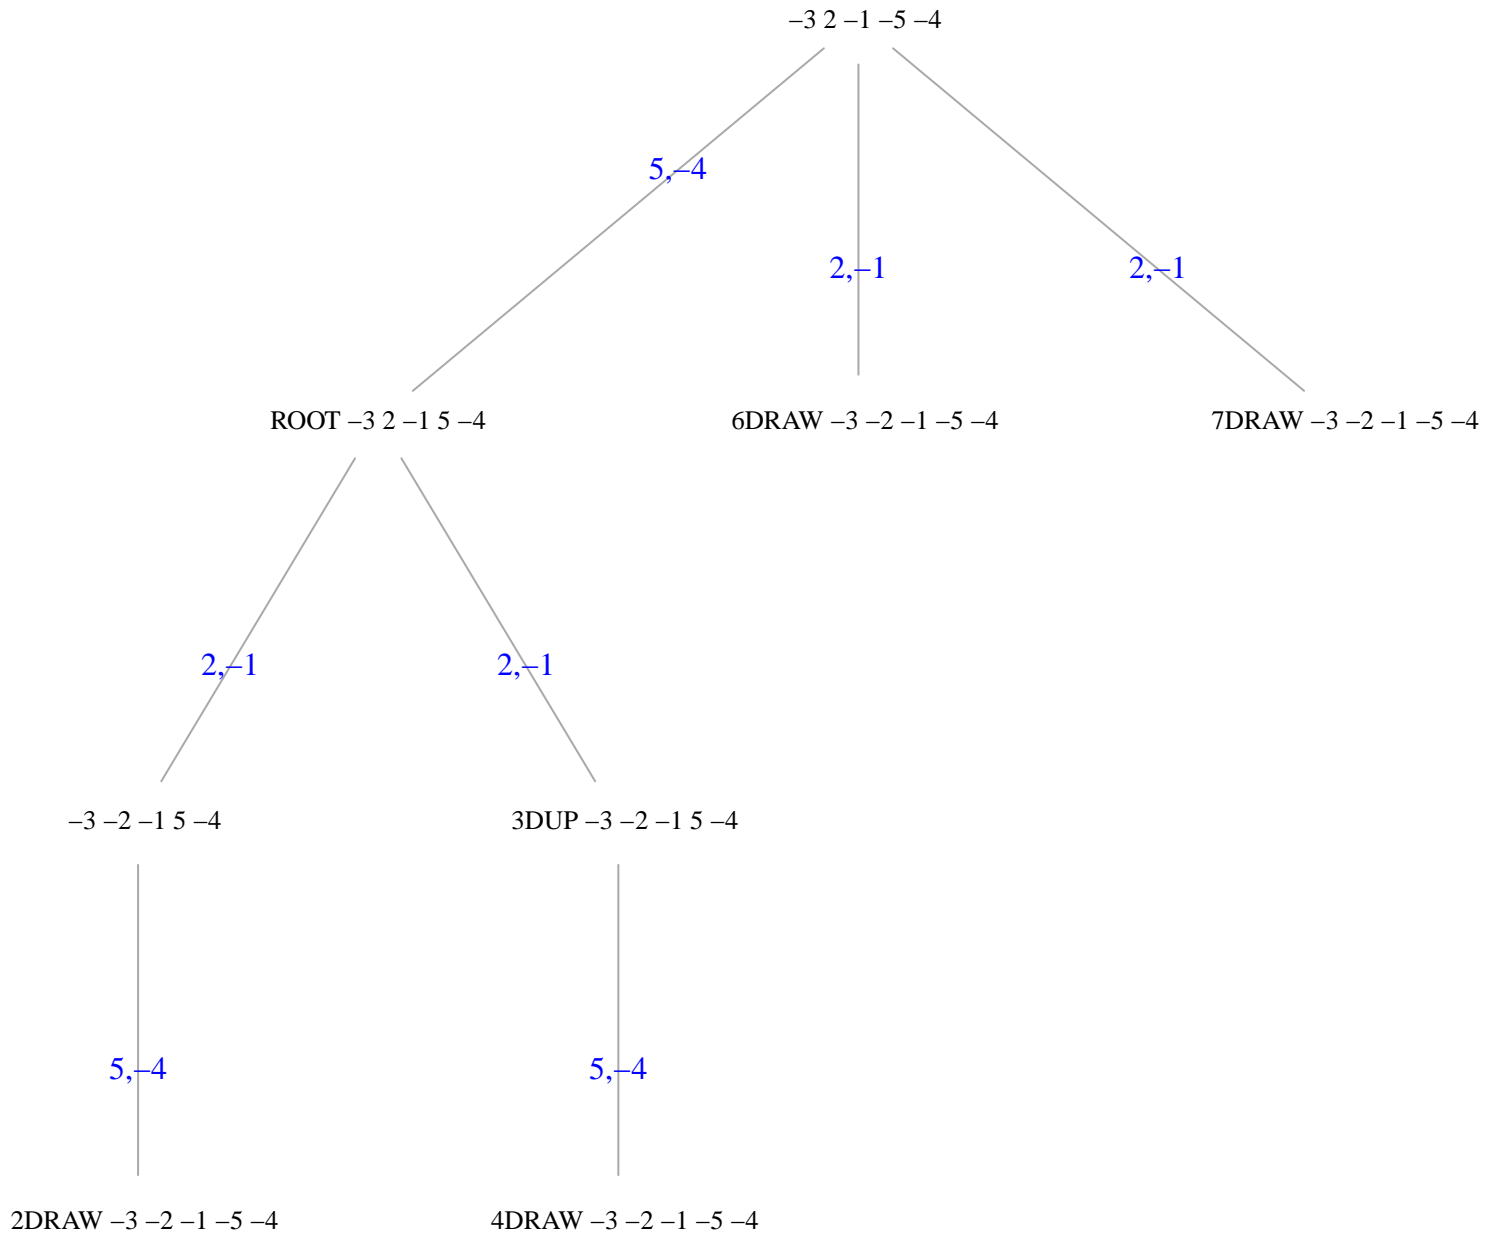 –3 2 –1 –5 –4
5,–4
2,–1
2,–1
ROOT –3 2 –1 5 –4
6DRAW –3 –2 –1 –5 –4
7DRAW –3 –2 –1 –5 –4
2,–1
2,–1
–3 –2 –1 5 –4
3DUP –3 –2 –1 5 –4
5,–4
5,–4
2DRAW –3 –2 –1 –5 –4
4DRAW –3 –2 –1 –5 –4